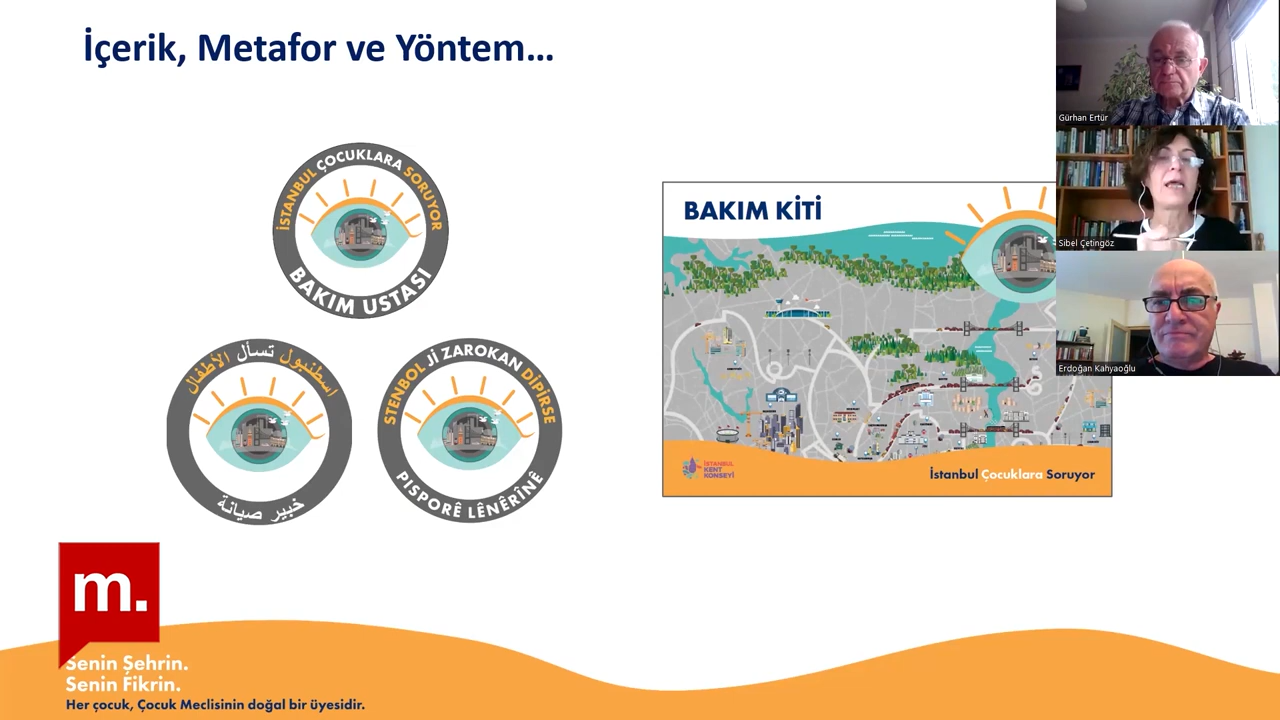 İçerik, Metafor ve Yöntem...
İSTANBUL ÇOCUKLARA SORUYOR
BAKIM USTASI
اسطنبول تسأل الأطفال
خبير صيانة
STENBOL JI ZAROKAN DIPIRSE
PISPORÊ LÊNÊRÎNÊ
BAKIM KİTİ
İSTANBUL
KENT
KONSEYİ
İstanbul Çocuklara Soruyor
Gürhan Ertür
Sibel Çetingöz
Erdoğan Kahyaoğlu
m.
Senin Şehrin.
Senin Fikrin.
Her çocuk, Çocuk Meclisinin doğal bir üyesidir.